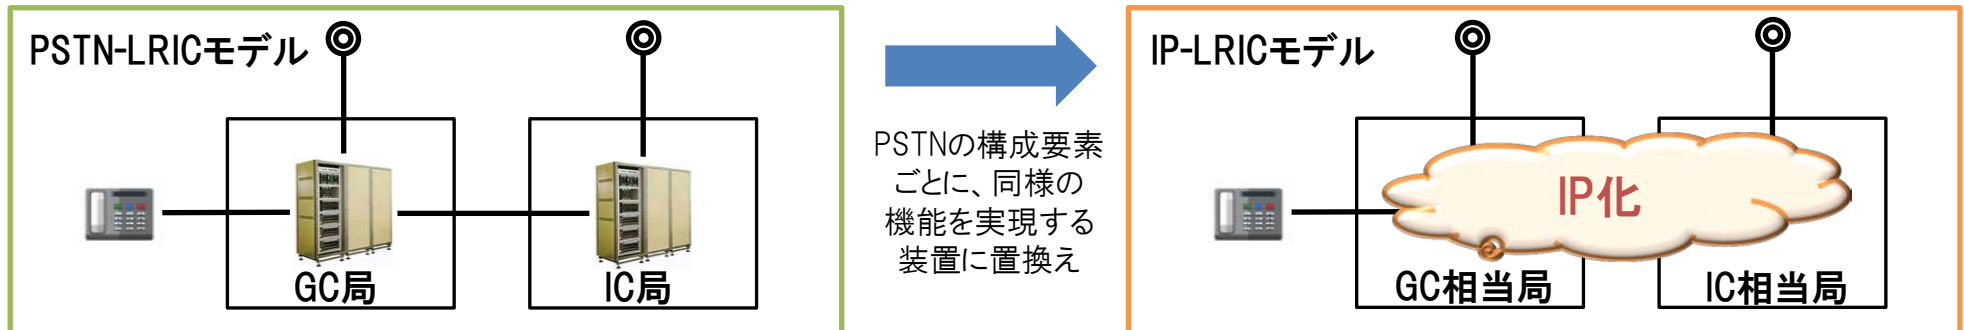 PSTN-LRICモデル
GC局
IC局
PSTNの構成要素
ごとに、同様の
機能を実現する
装置に置換え
IP-LRICモデル
IP化
GC相当局
IC相当局